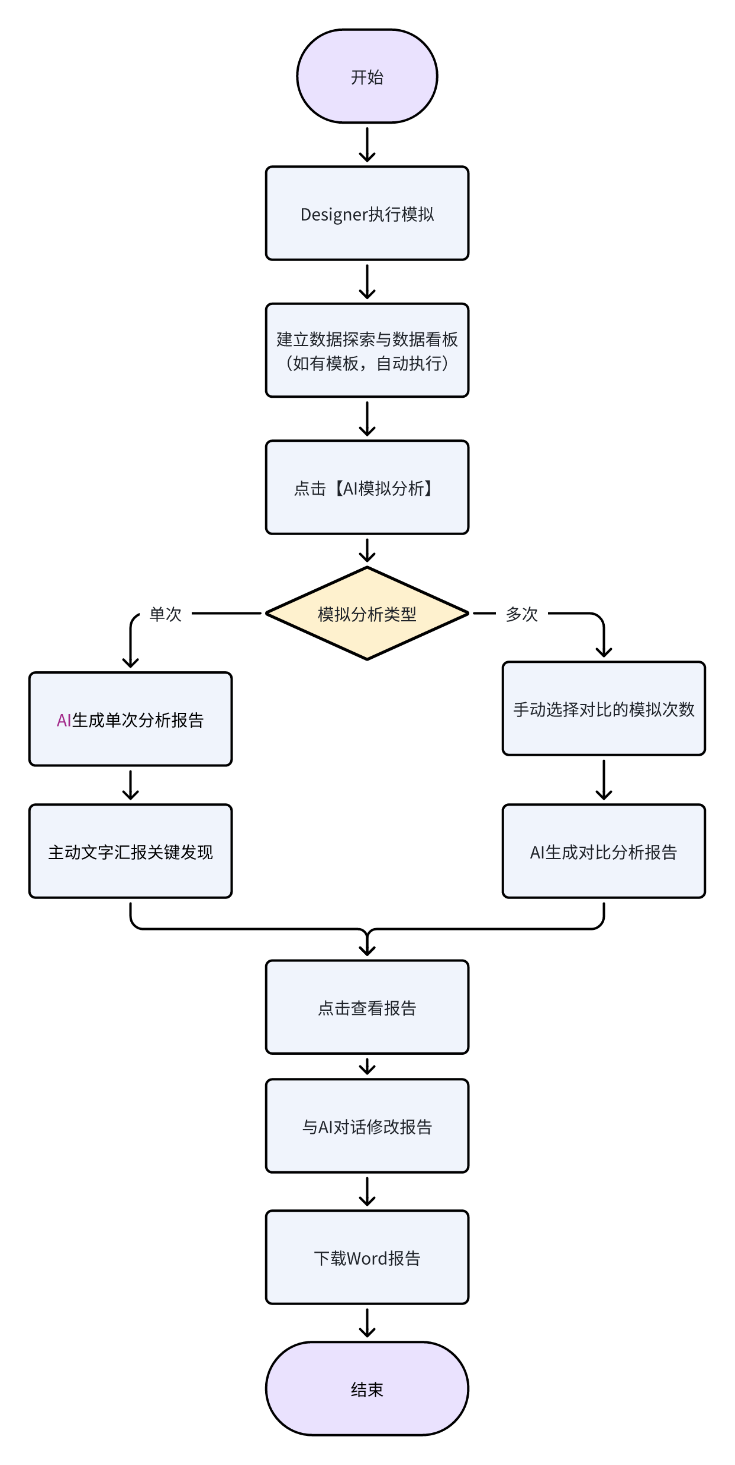 开始
Designer执行模拟
建立数据探索与数据看板
（如有模板，自动执行）
点击【AI模拟分析】
模拟分析类型
单次
多次
AI生成单次分析报告
手动选择对比的模拟次数
主动文字汇报关键发现
AI生成对比分析报告
点击查看报告
与AI对话修改报告
下载Word报告
结束